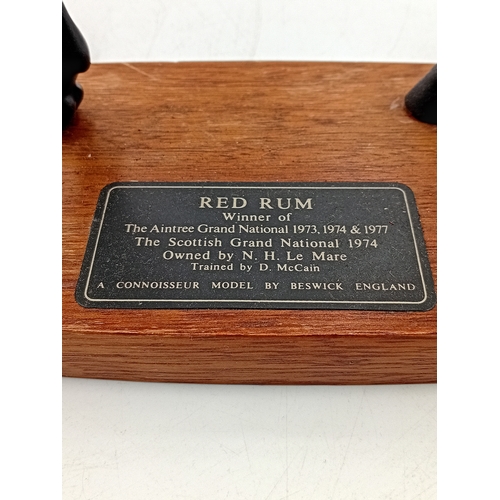 RED RUM
Winner of
The Aintree Grand National 1973, 1974 & 1977
The Scottish Grand National 1974
Owned by N. H. Le Mare
Trained by D. McCain
A CONNOISSEUR MODEL BY BESWICK ENGLAND